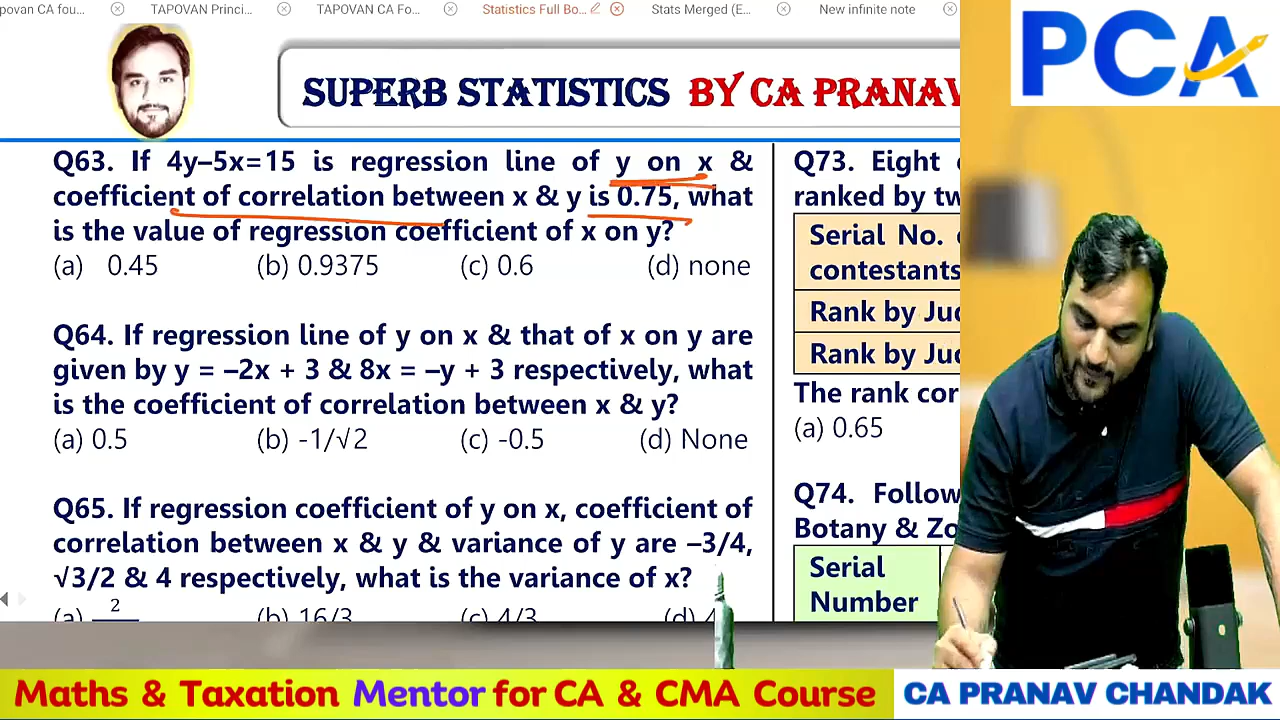 povan CA fou...
TAPOVAN Princi...
TAPOVAN CA Fo...
Statistics Full Bo...
Stats Merged (E...
New infinite note
PCA
SUPERB STATISTICS BY CA PRANAV
Q63. If 4y–5x=15 is regression line of y on x &
coefficient of correlation between x & y is 0.75, what
is the value of regression coefficient of x on y?
(a) 0.45 (b) 0.9375 (c) 0.6 (d) none
Q64. If regression line of y on x & that of x on y are
given by y = –2x + 3 & 8x = –y + 3 respectively, what
is the coefficient of correlation between x & y?
(a) 0.5 (b) -1/√2 (c) -0.5 (d) None
Q65. If regression coefficient of y on x, coefficient of
correlation between x & y & variance of y are –3/4,
√3/2 & 4 respectively, what is the variance of x?
(a) 2 (b) 16/3 (c) 4/3 (d) 4
Q73. Eight
ranked by tw
Serial No.
contestants
Rank by Jud
Rank by Jud
The rank cor
(a) 0.65
Q74. Follow
Botany & Zo
Serial
Number
Maths & Taxation Mentor for CA & CMA Course
CA PRANAV CHANDAK